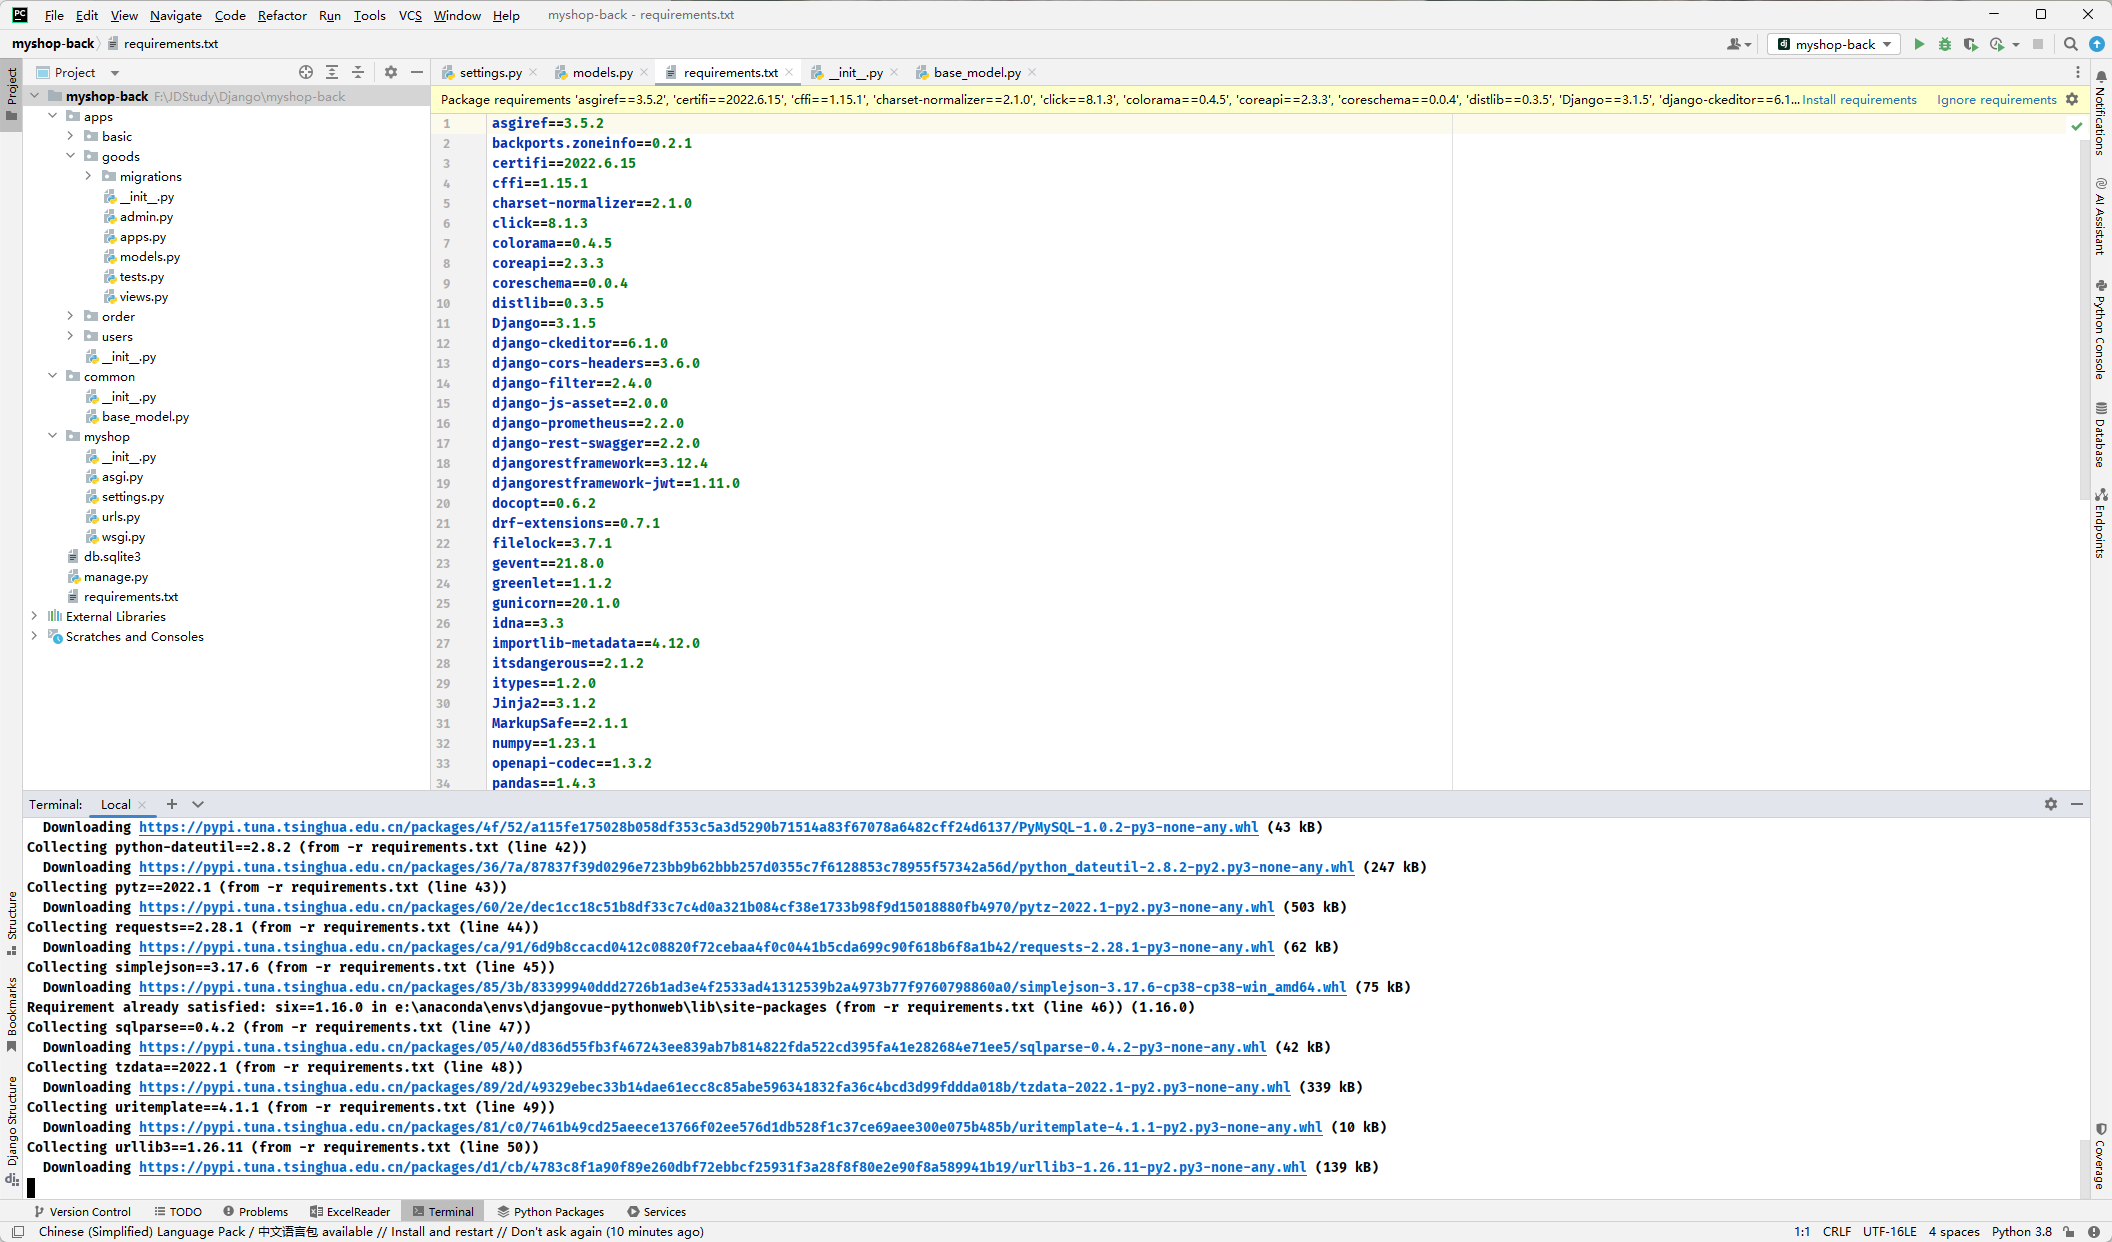 File Edit View Navigate Code Refactor Run Tools VCS Window Help myshop-back - requirements.txt
myshop-back requirements.txt
myshop-back
Project
settings.py models.py requirements.txt __init__.py base_model.py
Package requirements 'asgiref==3.5.2', 'certifi==2022.6.15', 'cffi==1.15.1', 'charset-normalizer==2.1.0', 'click==8.1.3', 'colorama==0.4.5', 'coreapi==2.3.3', 'coreschema==0.0.4', 'distlib==0.3.5', 'Django==3.1.5', 'django-ckeditor==6.1... Install requirements Ignore requirements
Project
Structure
Bookmarks
Django Structure
myshop-back F:\JDStudy\Django\myshop-back
apps
basic
goods
migrations
__init__.py
admin.py
apps.py
models.py
tests.py
views.py
order
users
__init__.py
common
__init__.py
base_model.py
myshop
__init__.py
asgi.py
settings.py
urls.py
wsgi.py
db.sqlite3
manage.py
requirements.txt
External Libraries
Scratches and Consoles
1 asgiref==3.5.2
2 backports.zoneinfo==0.2.1
3 certifi==2022.6.15
4 cffi==1.15.1
5 charset-normalizer==2.1.0
6 click==8.1.3
7 colorama==0.4.5
8 coreapi==2.3.3
9 coreschema==0.0.4
10 distlib==0.3.5
11 Django==3.1.5
12 django-ckeditor==6.1.0
13 django-cors-headers==3.6.0
14 django-filter==2.4.0
15 django-js-asset==2.0.0
16 django-prometheus==2.2.0
17 django-rest-swagger==2.2.0
18 djangorestframework==3.12.4
19 djangorestframework-jwt==1.11.0
20 docopt==0.6.2
21 drf-extensions==0.7.1
22 filelock==3.7.1
23 gevent==21.8.0
24 greenlet==1.1.2
25 gunicorn==20.1.0
26 idna==3.3
27 importlib-metadata==4.12.0
28 itsdangerous==2.1.2
29 itypes==1.2.0
30 Jinja2==3.1.2
31 MarkupSafe==2.1.1
32 numpy==1.23.1
33 openapi-codec==1.3.2
34 pandas==1.4.3
Notifications
AI Assistant
Python Console
Database
Endpoints
Coverage
Terminal: Local
Downloading https://pypi.tuna.tsinghua.edu.cn/packages/4f/52/a115fe175028b058df353c5a3d5290b71514a83f67078a6482cff24d6137/PyMySQL-1.0.2-py3-none-any.whl (43 kB)
Collecting python-dateutil==2.8.2 (from -r requirements.txt (line 42))
Downloading https://pypi.tuna.tsinghua.edu.cn/packages/36/7a/87837f39d0296e723bb9b62bbb257d0355c7f6128853c78955f57342a56d/python_dateutil-2.8.2-py2.py3-none-any.whl (247 kB)
Collecting pytz==2022.1 (from -r requirements.txt (line 43))
Downloading https://pypi.tuna.tsinghua.edu.cn/packages/60/2e/dec1cc18c51b8df33c7c4d0a321b084cf38e1733b98f9d15018880fb4970/pytz-2022.1-py2.py3-none-any.whl (503 kB)
Collecting requests==2.28.1 (from -r requirements.txt (line 44))
Downloading https://pypi.tuna.tsinghua.edu.cn/packages/ca/91/6d9b8ccacd0412c08820f72cebaa4f0c0441b5cda699c90f618b6f8a1b42/requests-2.28.1-py3-none-any.whl (62 kB)
Collecting simplejson==3.17.6 (from -r requirements.txt (line 45))
Downloading https://pypi.tuna.tsinghua.edu.cn/packages/85/3b/83399940ddd2726b1ad3e4f2533ad41312539b2a4973b77f9760798860a0/simplejson-3.17.6-cp38-cp38-win_amd64.whl (75 kB)
Requirement already satisfied: six==1.16.0 in e:\anaconda\envs\djangovue-pythonweb\lib\site-packages (from -r requirements.txt (line 46)) (1.16.0)
Collecting sqlparse==0.4.2 (from -r requirements.txt (line 47))
Downloading https://pypi.tuna.tsinghua.edu.cn/packages/05/40/d836d55fb3f467243ee839ab7b814822fda522cd395fa41e282684e71ee5/sqlparse-0.4.2-py3-none-any.whl (42 kB)
Collecting tzdata==2022.1 (from -r requirements.txt (line 48))
Downloading https://pypi.tuna.tsinghua.edu.cn/packages/89/2d/49329ebec33b14dae61ecc8c85abe596341832fa36c4bcd3d99fddda018b/tzdata-2022.1-py2.py3-none-any.whl (339 kB)
Collecting uritemplate==4.1.1 (from -r requirements.txt (line 49))
Downloading https://pypi.tuna.tsinghua.edu.cn/packages/81/c0/7461b49cd25aeece13766f02ee576d1db528f1c37ce69aee300e075b485b/uritemplate-4.1.1-py2.py3-none-any.whl (10 kB)
Collecting urllib3==1.26.11 (from -r requirements.txt (line 50))
Downloading https://pypi.tuna.tsinghua.edu.cn/packages/d1/cb/4783c8f1a90f89e260dbf72ebbcf25931f3a28f8f80e2e90f8a589941b19/urllib3-1.26.11-py2.py3-none-any.whl (139 kB)
Version Control TODO Problems ExcelReader Terminal Python Packages Services
Chinese (Simplified) Language Pack / 中文语言包 available // Install and restart // Don't ask again (10 minutes ago) 1:1 CRLF UTF-16LE 4 spaces Python 3.8